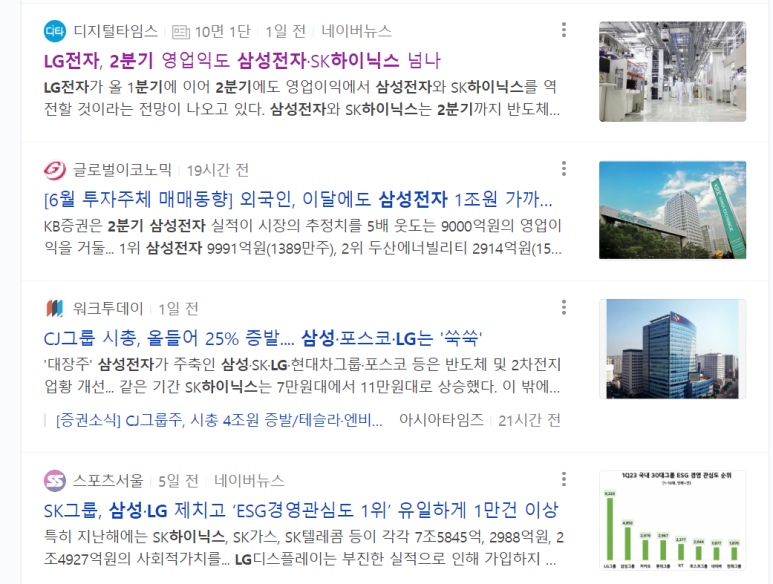 디지털타임스 10면 1단 1일 전 네이버뉴스
LG전자, 2분기 영업익도 삼성전자·SK하이닉스 넘나
LG전자가 올 1분기에 이어 2분기에도 영업이익에서 삼성전자와 SK하이닉스를 역
전할 것이라는 전망이 나오고 있다. 삼성전자와 SK하이닉스는 2분기까지 반도체...
글로벌이코노믹 19시간 전
[6월 투자주체 매매동향] 외국인, 이달에도 삼성전자 1조원 가까...
KB증권은 2분기 삼성전자 실적이 시장의 추정치를 5배 웃도는 9000억원의 영업이
익을 거둘... 1위 삼성전자 9991억원(1389만주), 2위 두산에너빌리티 2914억원(15...
워크투데이 1일 전
CJ그룹 시총, 올들어 25% 증발.... 삼성·포스코·LG는 '쑥쑥'
'대장주' 삼성전자가 주축인 삼성·SK·LG·현대차그룹·포스코 등은 반도체 및 2차전지
업황 개선... 같은 기간 SK하이닉스는 7만원대에서 11만원대로 상승했다. 이 밖에...
[증권소식] CJ그룹주, 시총 4조원 증발/테슬라·엔비... 아시아타임즈 21시간 전
스포츠서울 5일 전 네이버뉴스
SK그룹, 삼성·LG 제치고 ‘ESG경영관심도 1위’ 유일하게 1만건 이상
특히 지난해에는 SK하이닉스, SK가스, SK텔레콤 등이 각각 7조5845억, 2988억원, 2
조4927억원의 사회적가치를... LG디스플레이는 부진한 실적으로 인해 가입하지 ...
1Q23 국내 30대그룹 ESG 경영 관심도 순위